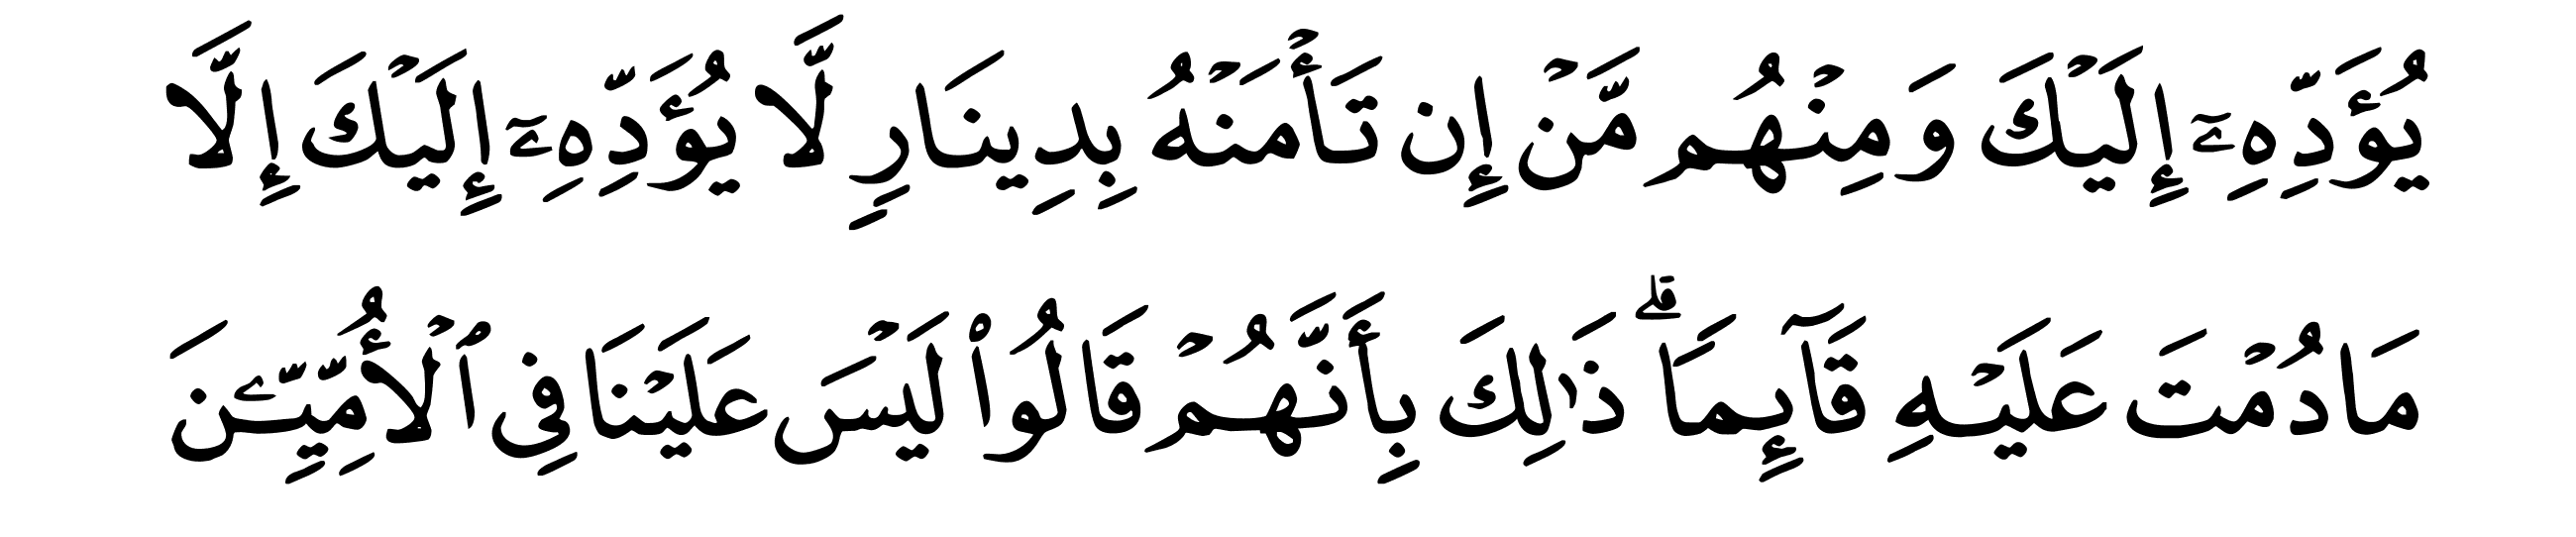 يُؤَدِّهِۦٓ إِلَيۡكَ وَمِنۡهُم مَّنۡ إِن تَأۡمَنۡهُ بِدِينَارٖ لَّا يُؤَدِّهِۦٓ إِلَيۡكَ إِلَّا
مَا دُمۡتَ عَلَيۡهِ قَآئِمٗاۗ ذَٰلِكَ بِأَنَّهُمۡ قَالُواْ لَيۡسَ عَلَيۡنَا فِي ٱلۡأُمِّيِّـۧنَ